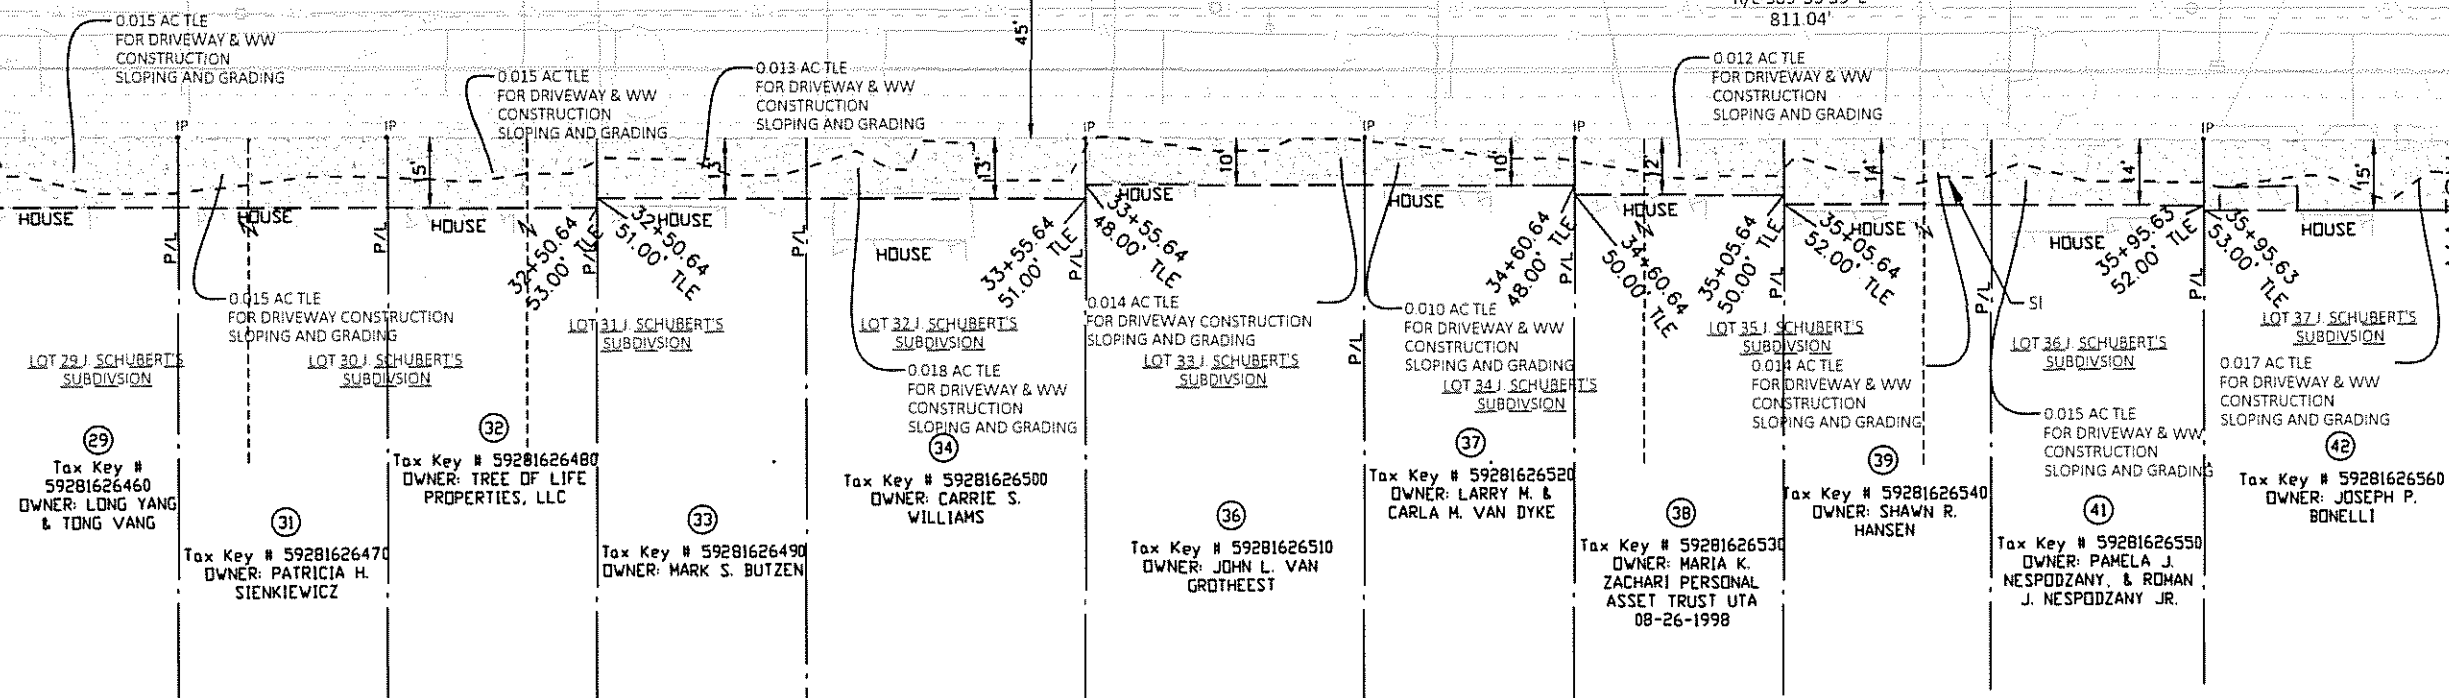 811.04'
45'
0.015 AC TLE
FOR DRIVEWAY & WW
CONSTRUCTION
SLOPING AND GRADING
0.015 AC TLE
FOR DRIVEWAY & WW
CONSTRUCTION
SLOPING AND GRADING
0.013 AC TLE
FOR DRIVEWAY & WW
CONSTRUCTION
SLOPING AND GRADING
0.012 AC TLE
FOR DRIVEWAY & WW
CONSTRUCTION
SLOPING AND GRADING
IP
IP
IP
IP
IP
IP
15'
13'
13'
10'
10'
12'
14'
14'
15'
HOUSE
HOUSE
HOUSE
HOUSE
HOUSE
HOUSE
HOUSE
HOUSE
HOUSE
HOUSE
HOUSE
P/L
P/L
P/L
P/L
P/L
P/L
P/L
P/L
P/L
P/L
32+50.64
53.00' TLE
32+50.64
51.00' TLE
33+55.64
51.00' TLE
33+55.64
48.00' TLE
34+60.64
48.00' TLE
34+60.64
50.00' TLE
35+05.64
50.00' TLE
35+05.64
52.00' TLE
35+95.63
52.00' TLE
35+95.63
53.00' TLE
SI
0.015 AC TLE
FOR DRIVEWAY CONSTRUCTION
SLOPING AND GRADING
0.018 AC TLE
FOR DRIVEWAY & WW
CONSTRUCTION
SLOPING AND GRADING
0.014 AC TLE
FOR DRIVEWAY CONSTRUCTION
SLOPING AND GRADING
0.010 AC TLE
FOR DRIVEWAY & WW
CONSTRUCTION
SLOPING AND GRADING
0.014 AC TLE
FOR DRIVEWAY & WW
CONSTRUCTION
SLOPING AND GRADING
0.015 AC TLE
FOR DRIVEWAY & WW
CONSTRUCTION
SLOPING AND GRADING
0.017 AC TLE
FOR DRIVEWAY & WW
CONSTRUCTION
SLOPING AND GRADING
LOT 29 J. SCHUBERT'S
SUBDIVSION
LOT 30 J. SCHUBERT'S
SUBDIVSION
LOT 31 J. SCHUBERT'S
SUBDIVSION
LOT 32 J. SCHUBERT'S
SUBDIVSION
LOT 33 J. SCHUBERT'S
SUBDIVSION
LOT 34 J. SCHUBERT'S
SUBDIVSION
LOT 35 J. SCHUBERT'S
SUBDIVSION
LOT 36 J. SCHUBERT'S
SUBDIVSION
LOT 37 J. SCHUBERT'S
SUBDIVSION
29
Tax Key #
59281626460
OWNER: LONG YANG
& TONG VANG
31
Tax Key # 59281626470
OWNER: PATRICIA H.
SIENKIEWICZ
32
Tax Key # 59281626480
OWNER: TREE OF LIFE
PROPERTIES, LLC
33
Tax Key # 59281626490
OWNER: MARK S. BUTZEN
34
Tax Key # 59281626500
OWNER: CARRIE S.
WILLIAMS
36
Tax Key # 59281626510
OWNER: JOHN L. VAN
GROTHEEST
37
Tax Key # 59281626520
OWNER: LARRY M. &
CARLA M. VAN DYKE
38
Tax Key # 59281626530
OWNER: MARIA K.
ZACHARI PERSONAL
ASSET TRUST UTA
08-26-1998
39
Tax Key # 59281626540
OWNER: SHAWN R.
HANSEN
41
Tax Key # 59281626550
OWNER: PAMELA J.
NESPODZANY, & ROMAN
J. NESPODZANY JR.
42
Tax Key # 59281626560
OWNER: JOSEPH P.
BONELLI